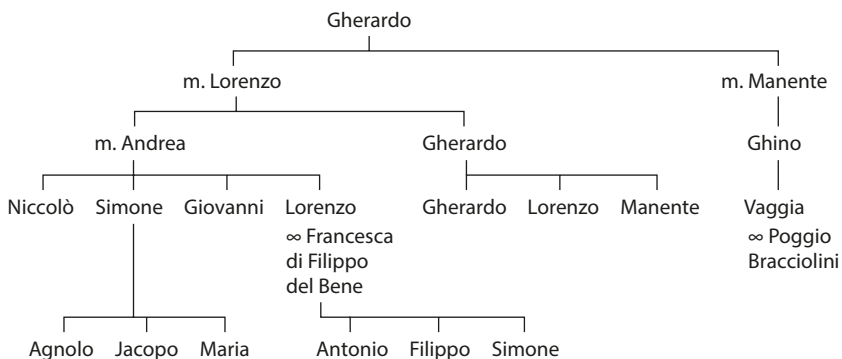 Gherardo
m. Lorenzo m. Manente
m. Andrea Gherardo Ghino
Niccolò Simone Giovanni Lorenzo Gherardo Lorenzo Manente Vaggia
∞ Francesca ∞ Poggio
di Filippo Bracciolini
del Bene
Agnolo Jacopo Maria Antonio Filippo Simone